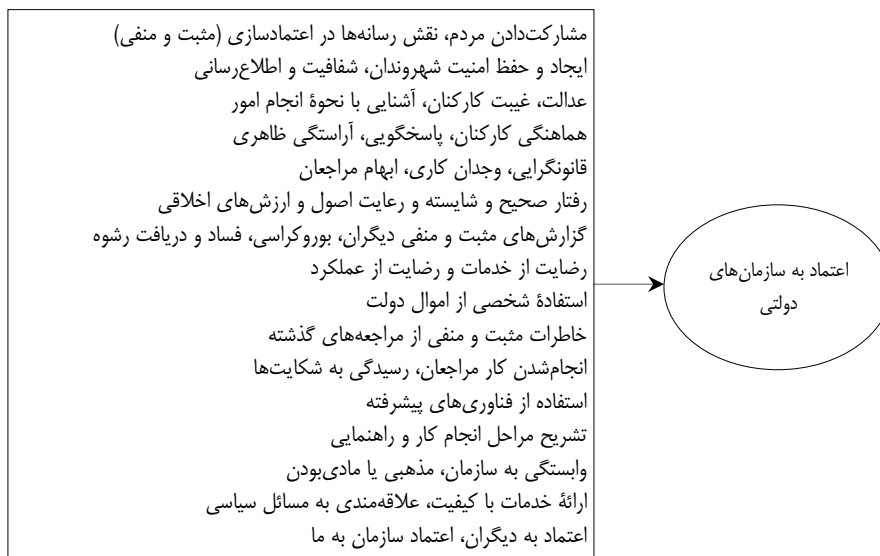 مشارکت‌دادن مردم، نقش رسانه‌ها در اعتمادسازی (مثبت و منفی)
ایجاد و حفظ امنیت شهروندان، شفافیت و اطلاع‌رسانی
عدالت، غیبت کارکنان، آشنایی با نحوهٔ انجام امور
هماهنگی کارکنان، پاسخگویی، آراستگی ظاهری
قانونگرایی، وجدان کاری، ابهام مراجعان
رفتار صحیح و شایسته و رعایت اصول و ارزش‌های اخلاقی
گزارش‌های مثبت و منفی دیگران، بوروکراسی، فساد و دریافت رشوه
رضایت از خدمات و رضایت از عملکرد
استفادهٔ شخصی از اموال دولت
خاطرات مثبت و منفی از مراجعه‌های گذشته
انجام‌شدن کار مراجعان، رسیدگی به شکایت‌ها
استفاده از فناوری‌های پیشرفته
تشریح مراحل انجام کار و راهنمایی
وابستگی به سازمان، مذهبی یا مادی‌بودن
ارائهٔ خدمات با کیفیت، علاقه‌مندی به مسائل سیاسی
اعتماد به دیگران، اعتماد سازمان به ما
اعتماد به سازمان‌های
دولتی